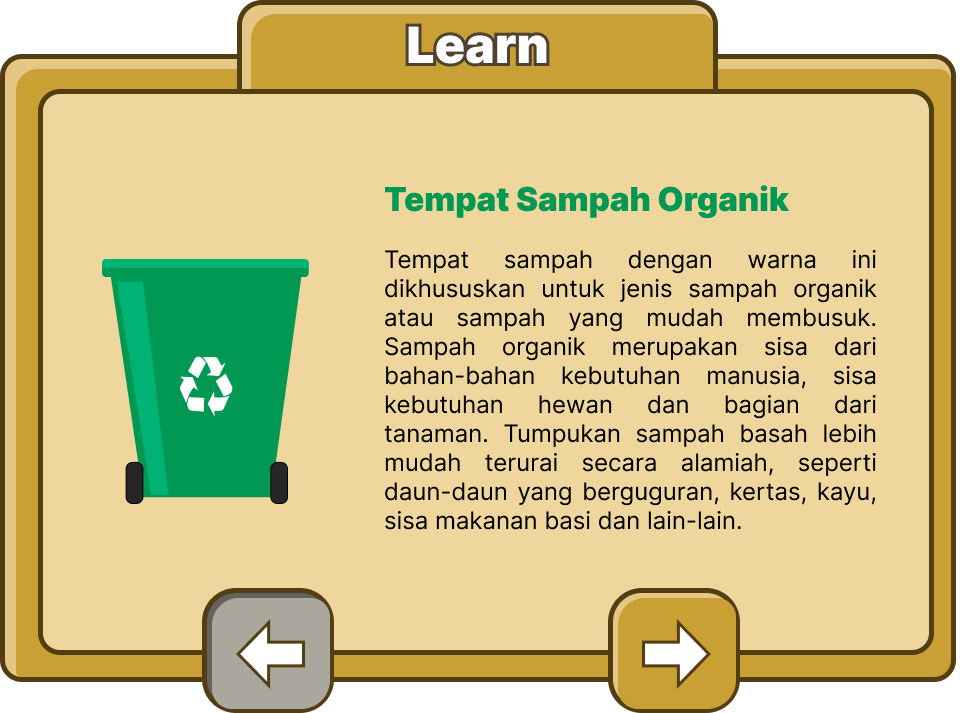 Learn
Tempat Sampah Organik
Tempat sampah dengan warna ini
dikhususkan untuk jenis sampah organik
atau sampah yang mudah membusuk.
Sampah organik merupakan sisa dari
bahan-bahan kebutuhan manusia, sisa
kebutuhan hewan dan bagian dari
tanaman. Tumpukan sampah basah lebih
mudah terurai secara alamiah, seperti
daun-daun yang berguguran, kertas, kayu,
sisa makanan basi dan lain-lain.